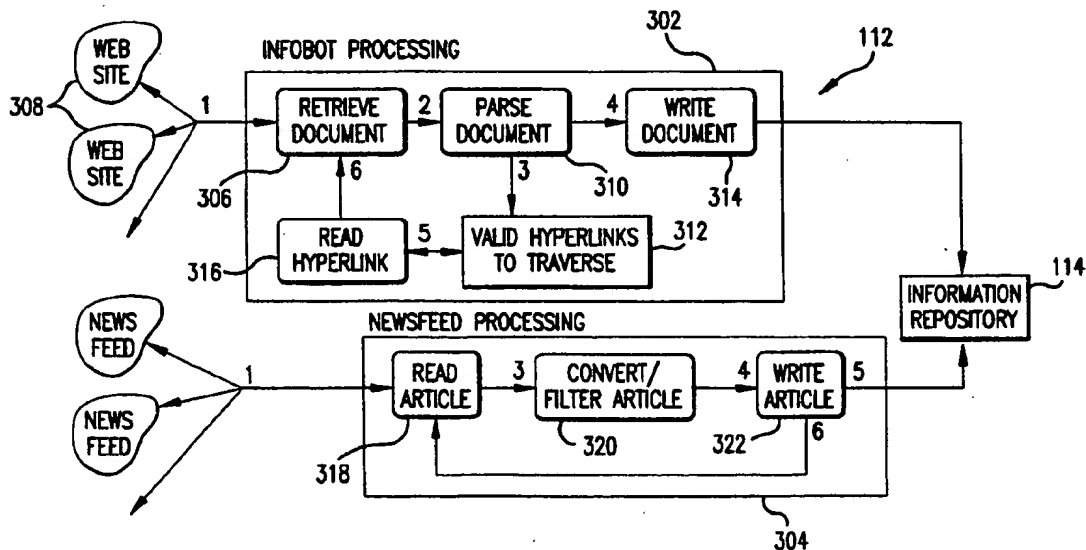 302
INFOBOT PROCESSING
112
WEB
SITE
308
1
RETRIEVE
DOCUMENT
2
PARSE
DOCUMENT
4
WRITE
DOCUMENT
WEB
SITE
306
6
3
310
314
316
READ
HYPERLINK
5
VALID HYPERLINKS
TO TRAVERSE
312
INFORMATION
REPOSITORY
114
NEWSFEED PROCESSING
NEWS
FEED
1
READ
ARTICLE
3
CONVERT/
FILTER ARTICLE
4
WRITE
ARTICLE
5
NEWS
FEED
318
320
322
6
304